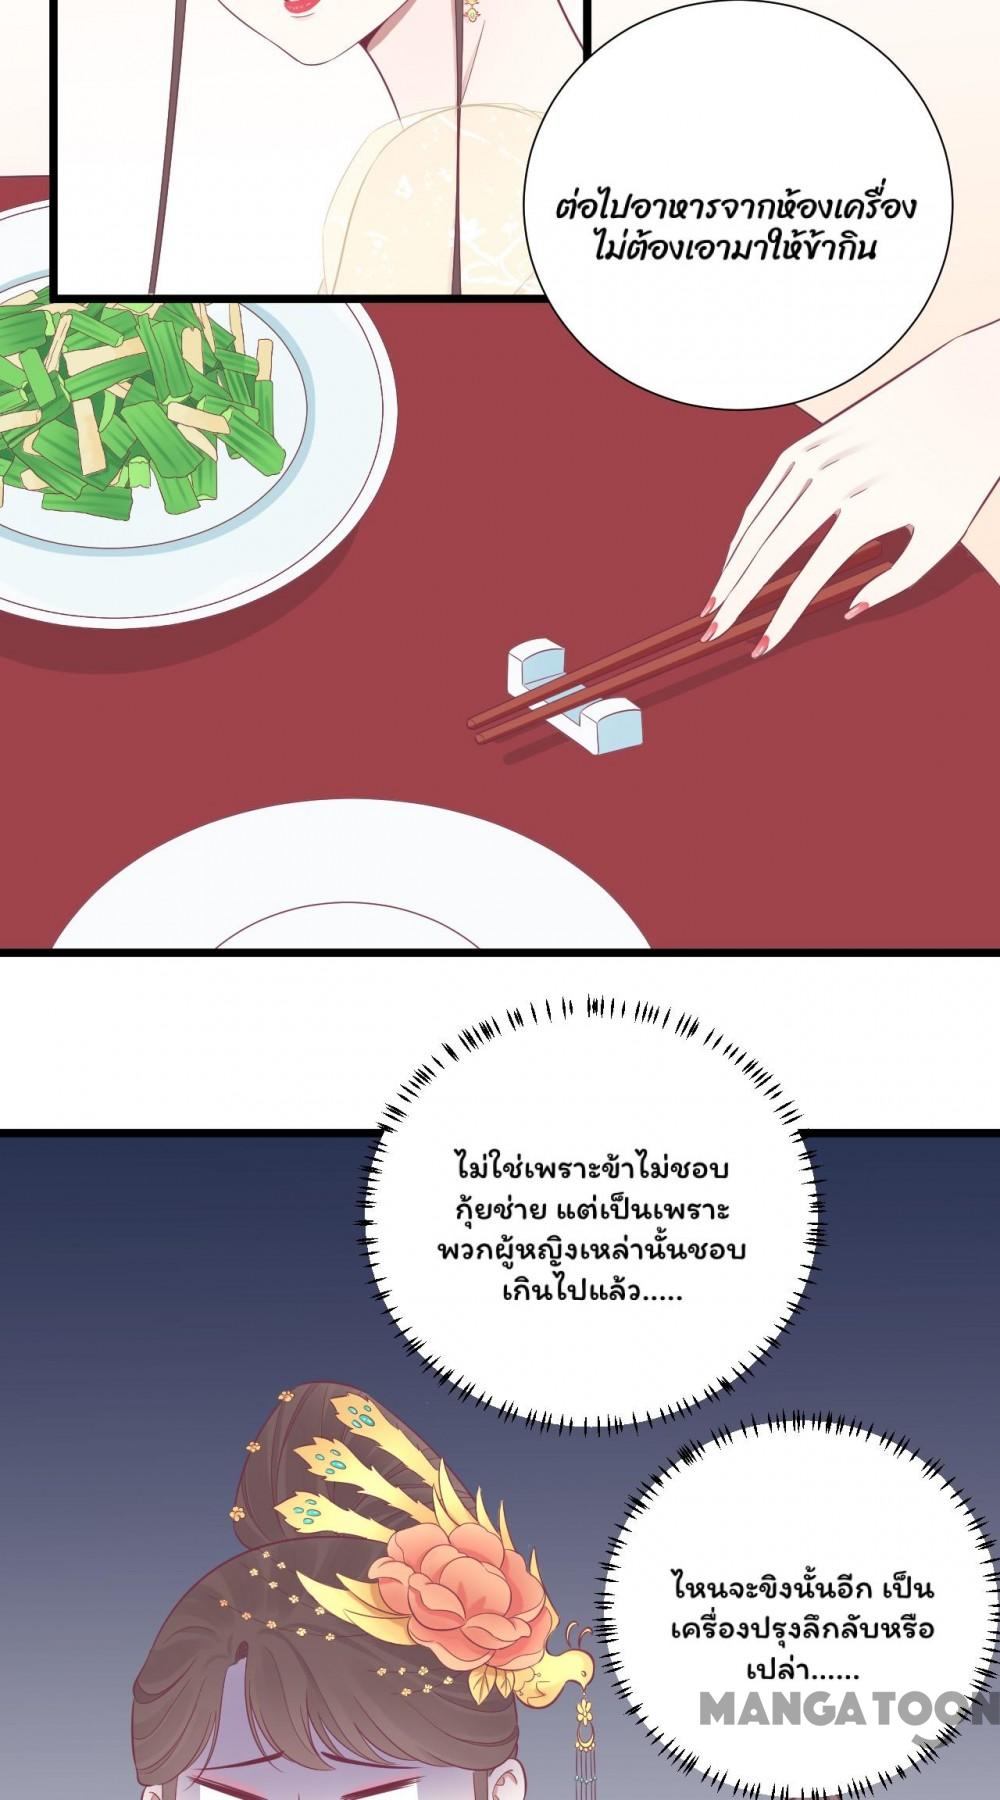 ต่อไปอาหารจากห้องเครื่อง
ไม่ต้องเอามาให้ข้ากิน
ไม่ใช่เพราะข้าไม่ชอบ
กุ้ยช่าย แต่เป็นเพราะ
พวกผู้หญิงเหล่านั้นชอบ
เกินไปแล้ว.....
ไหนจะขิงนั้นอีก เป็น
เครื่องปรุงลึกลับหรือ
เปล่า......
MANGATOON